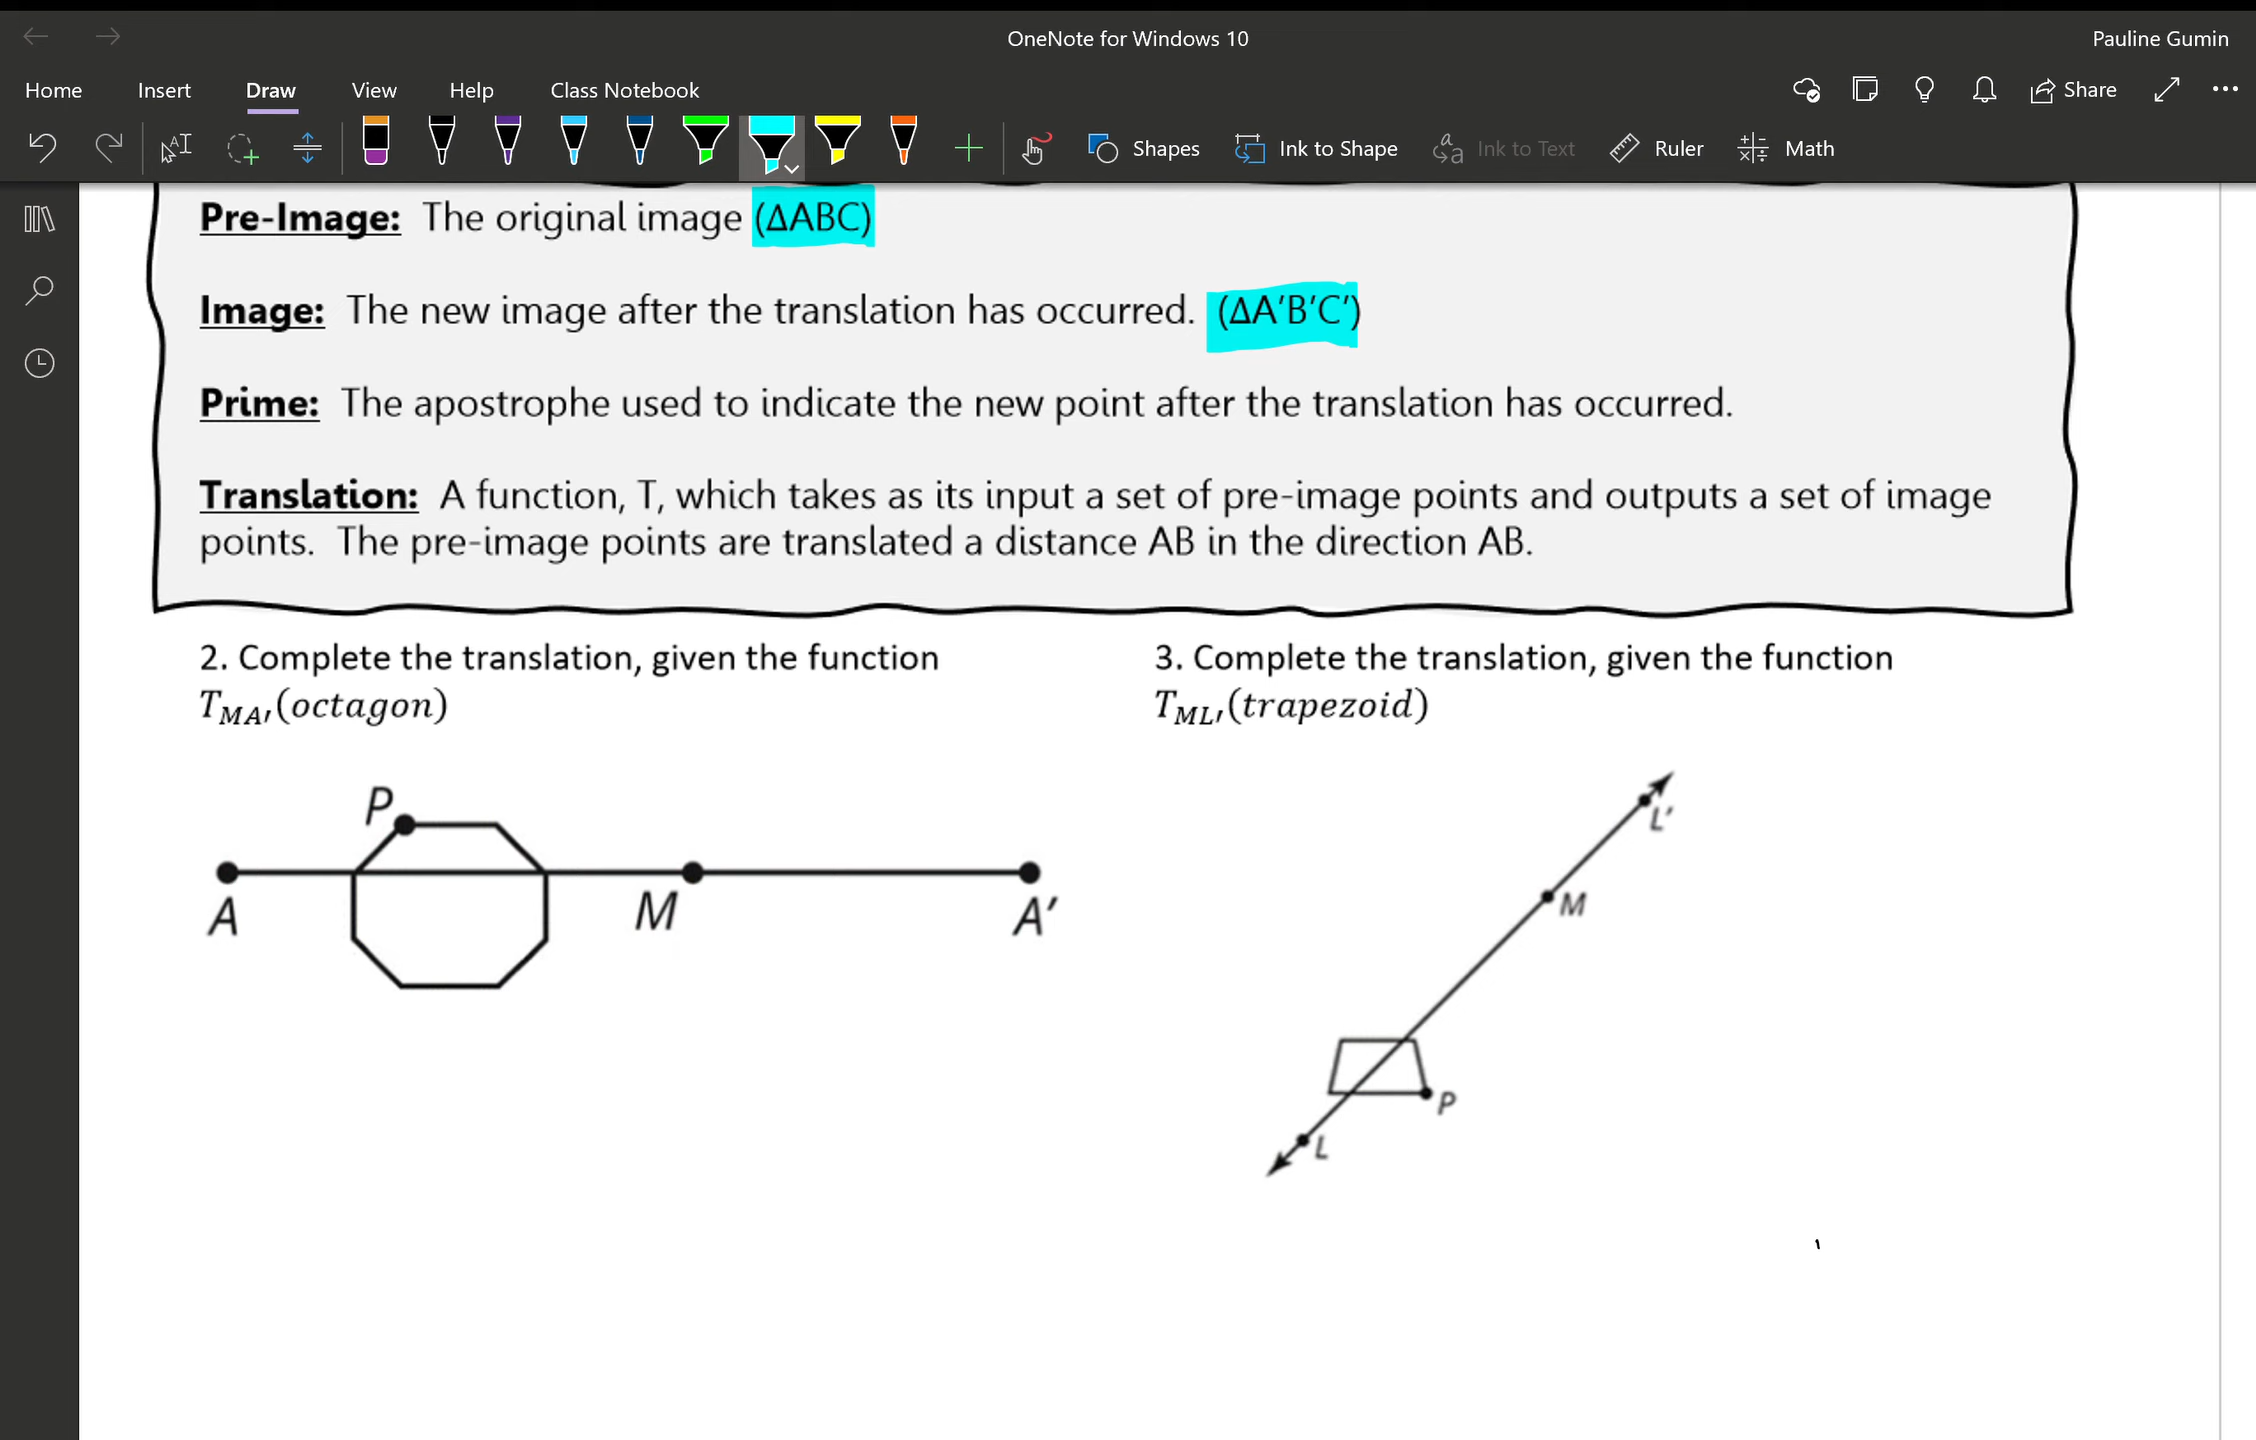 OneNote for Windows 10
Pauline Gumin
Home Insert Draw View Help Class Notebook Share
Shapes Ink to Shape Ink to Text Ruler Math
Pre-Image: The original image (ΔABC)
Image: The new image after the translation has occurred. (ΔA′B′C′)
Prime: The apostrophe used to indicate the new point after the translation has occurred.
Translation: A function, T, which takes as its input a set of pre-image points and outputs a set of image
points. The pre-image points are translated a distance AB in the direction AB.
2. Complete the translation, given the function
T_MA′(octagon)
3. Complete the translation, given the function
T_ML′(trapezoid)
P
A
M
A′
L′
M
P
L